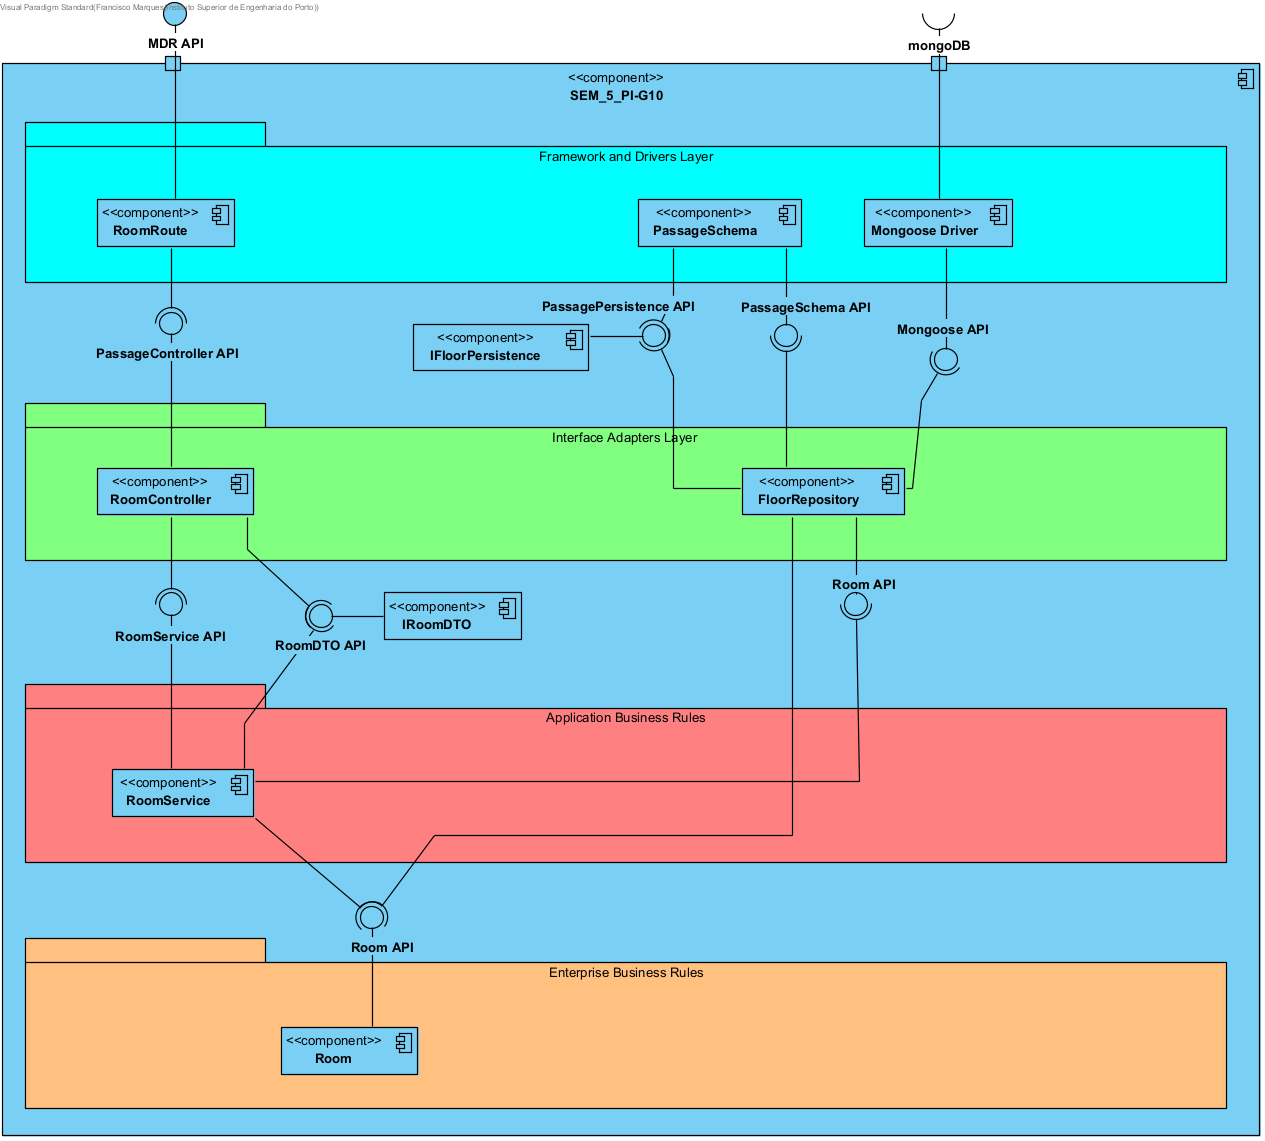 Visual Paradigm Standard(Francisco Marques(Instituto Superior de Engenharia do Porto))
MDR API
mongoDB
<<component>>
SEM_5_PI-G10
Framework and Drivers Layer
<<component>>
RoomRoute
<<component>>
PassageSchema
<<component>>
Mongoose Driver
PassagePersistence API
PassageSchema API
Mongoose API
<<component>>
IFloorPersistence
PassageController API
Interface Adapters Layer
<<component>>
RoomController
<<component>>
FloorRepository
Room API
<<component>>
IRoomDTO
RoomService API
RoomDTO API
Application Business Rules
<<component>>
RoomService
Room API
Enterprise Business Rules
<<component>>
Room